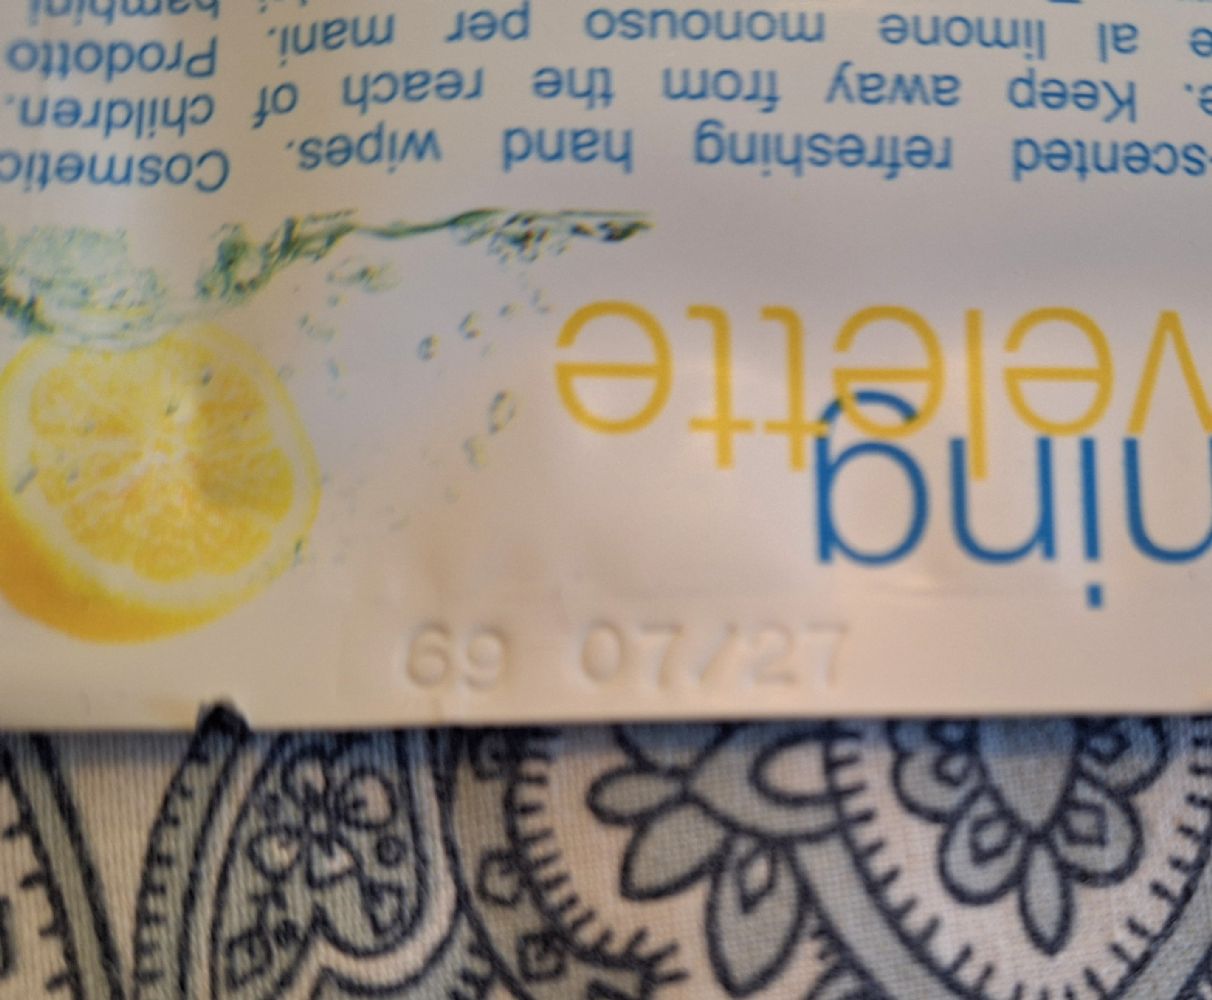 ning
velette
-scented refreshing hand wipes. Cosmetic
e. Keep away from the reach of children.
e al limone monouso per mani. Prodotto
bambini
69 07/27